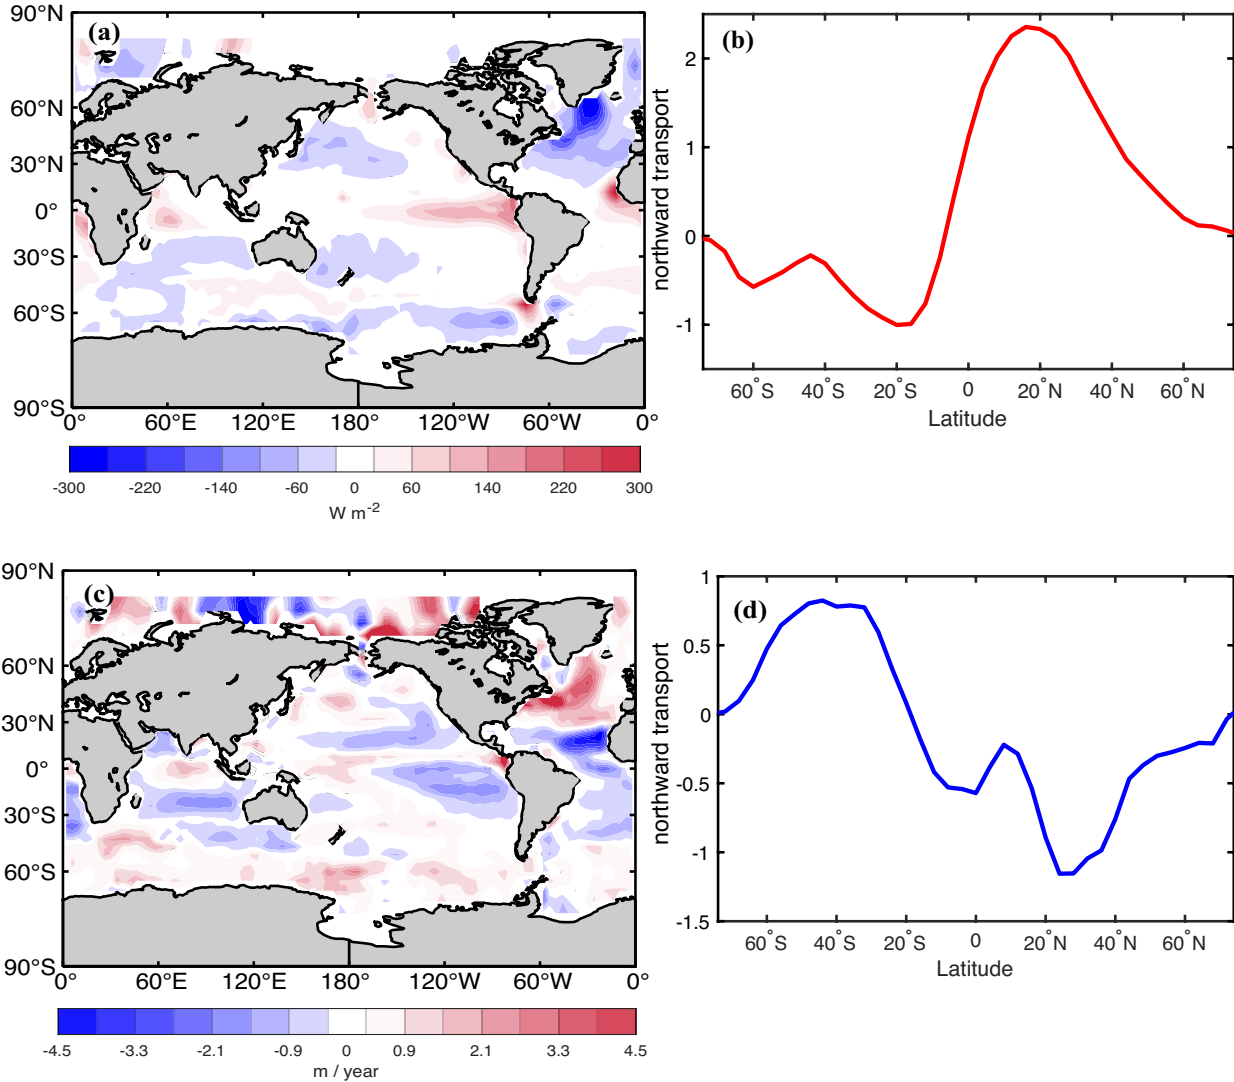 (a)
90°N
60°N
30°N
0°
30°S
60°S
90°S
0° 60°E 120°E 180° 120°W 60°W 0°
-300 -220 -140 -60 0 60 140 220 300
W m-2
(b)
northward transport
2
1
0
-1
60°S 40°S 20°S 0 20°N 40°N 60°N
Latitude
(c)
90°N
60°N
30°N
0°
30°S
60°S
90°S
0° 60°E 120°E 180° 120°W 60°W 0°
-4.5 -3.3 -2.1 -0.9 0 0.9 2.1 3.3 4.5
m / year
(d)
northward transport
1
0.5
0
-0.5
-1
-1.5
60°S 40°S 20°S 0 20°N 40°N 60°N
Latitude